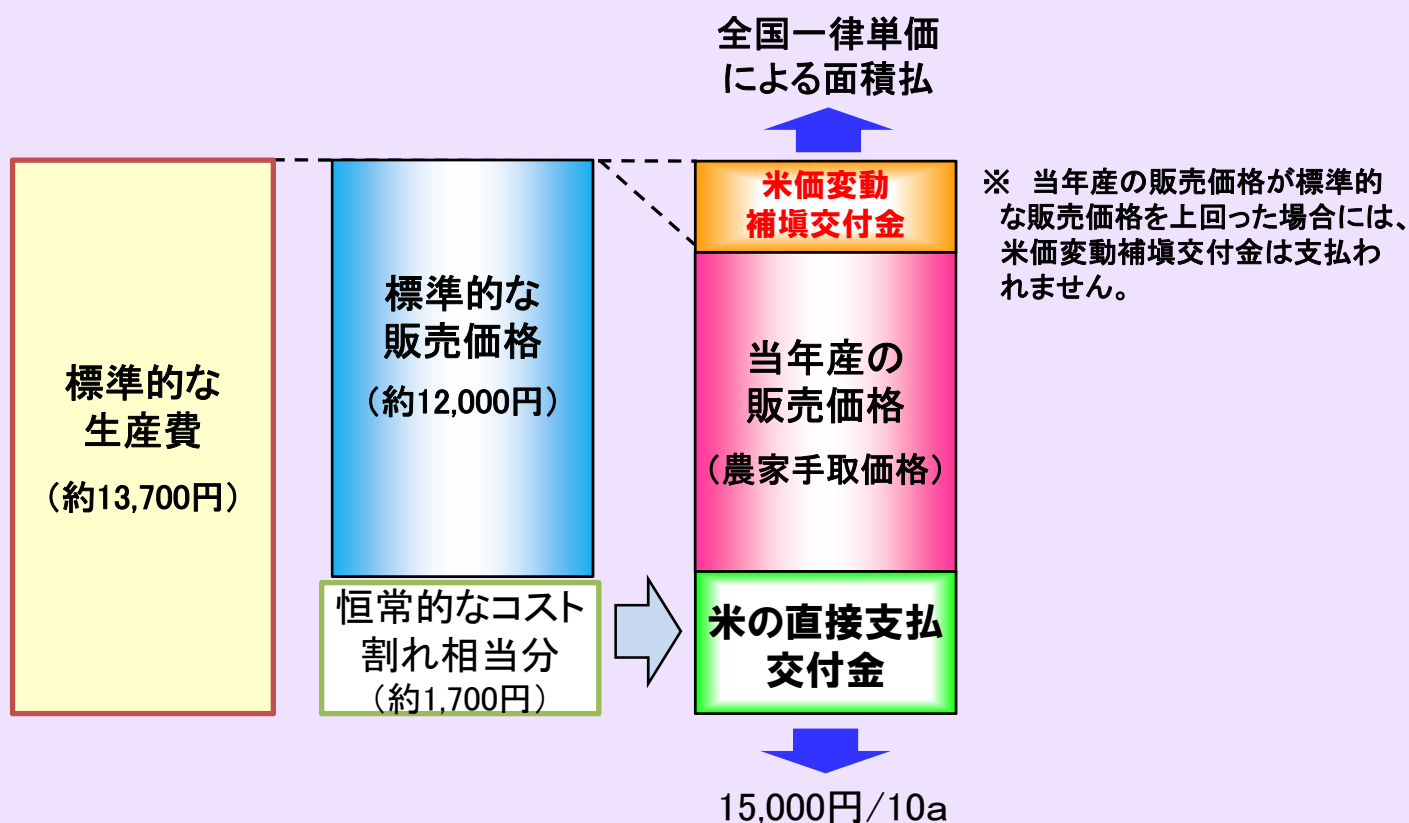 全国一律単価
による面積払
標準的な
生産費
（約13,700円）
標準的な
販売価格
（約12,000円）
恒常的なコスト
割れ相当分
（約1,700円）
米価変動
補塡交付金
当年産の
販売価格
（農家手取価格）
米の直接支払
交付金
15,000円/10a
※　当年産の販売価格が標準的
な販売価格を上回った場合には、
米価変動補塡交付金は支払わ
れません。